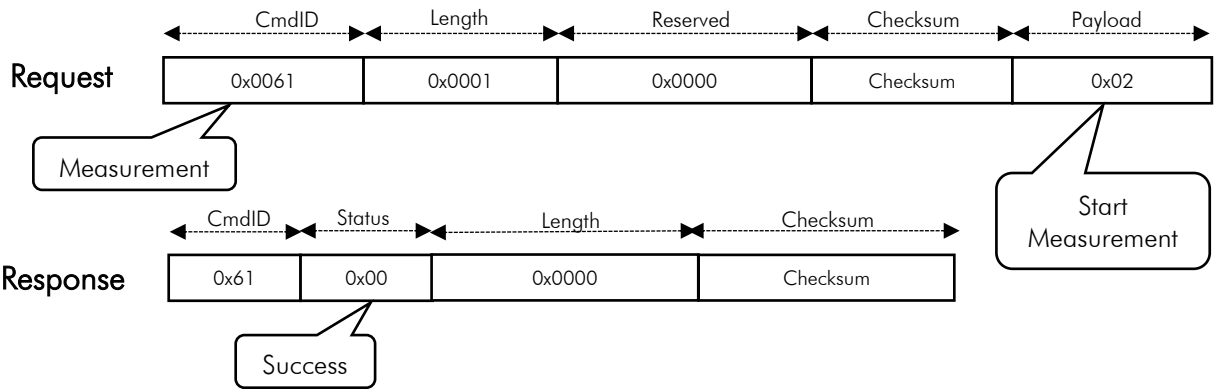 CmdID Length Reserved Checksum Payload
Request 0x0061 0x0001 0x0000 Checksum 0x02
Measurement
Start
Measurement
CmdID Status Length Checksum
Response 0x61 0x00 0x0000 Checksum
Success